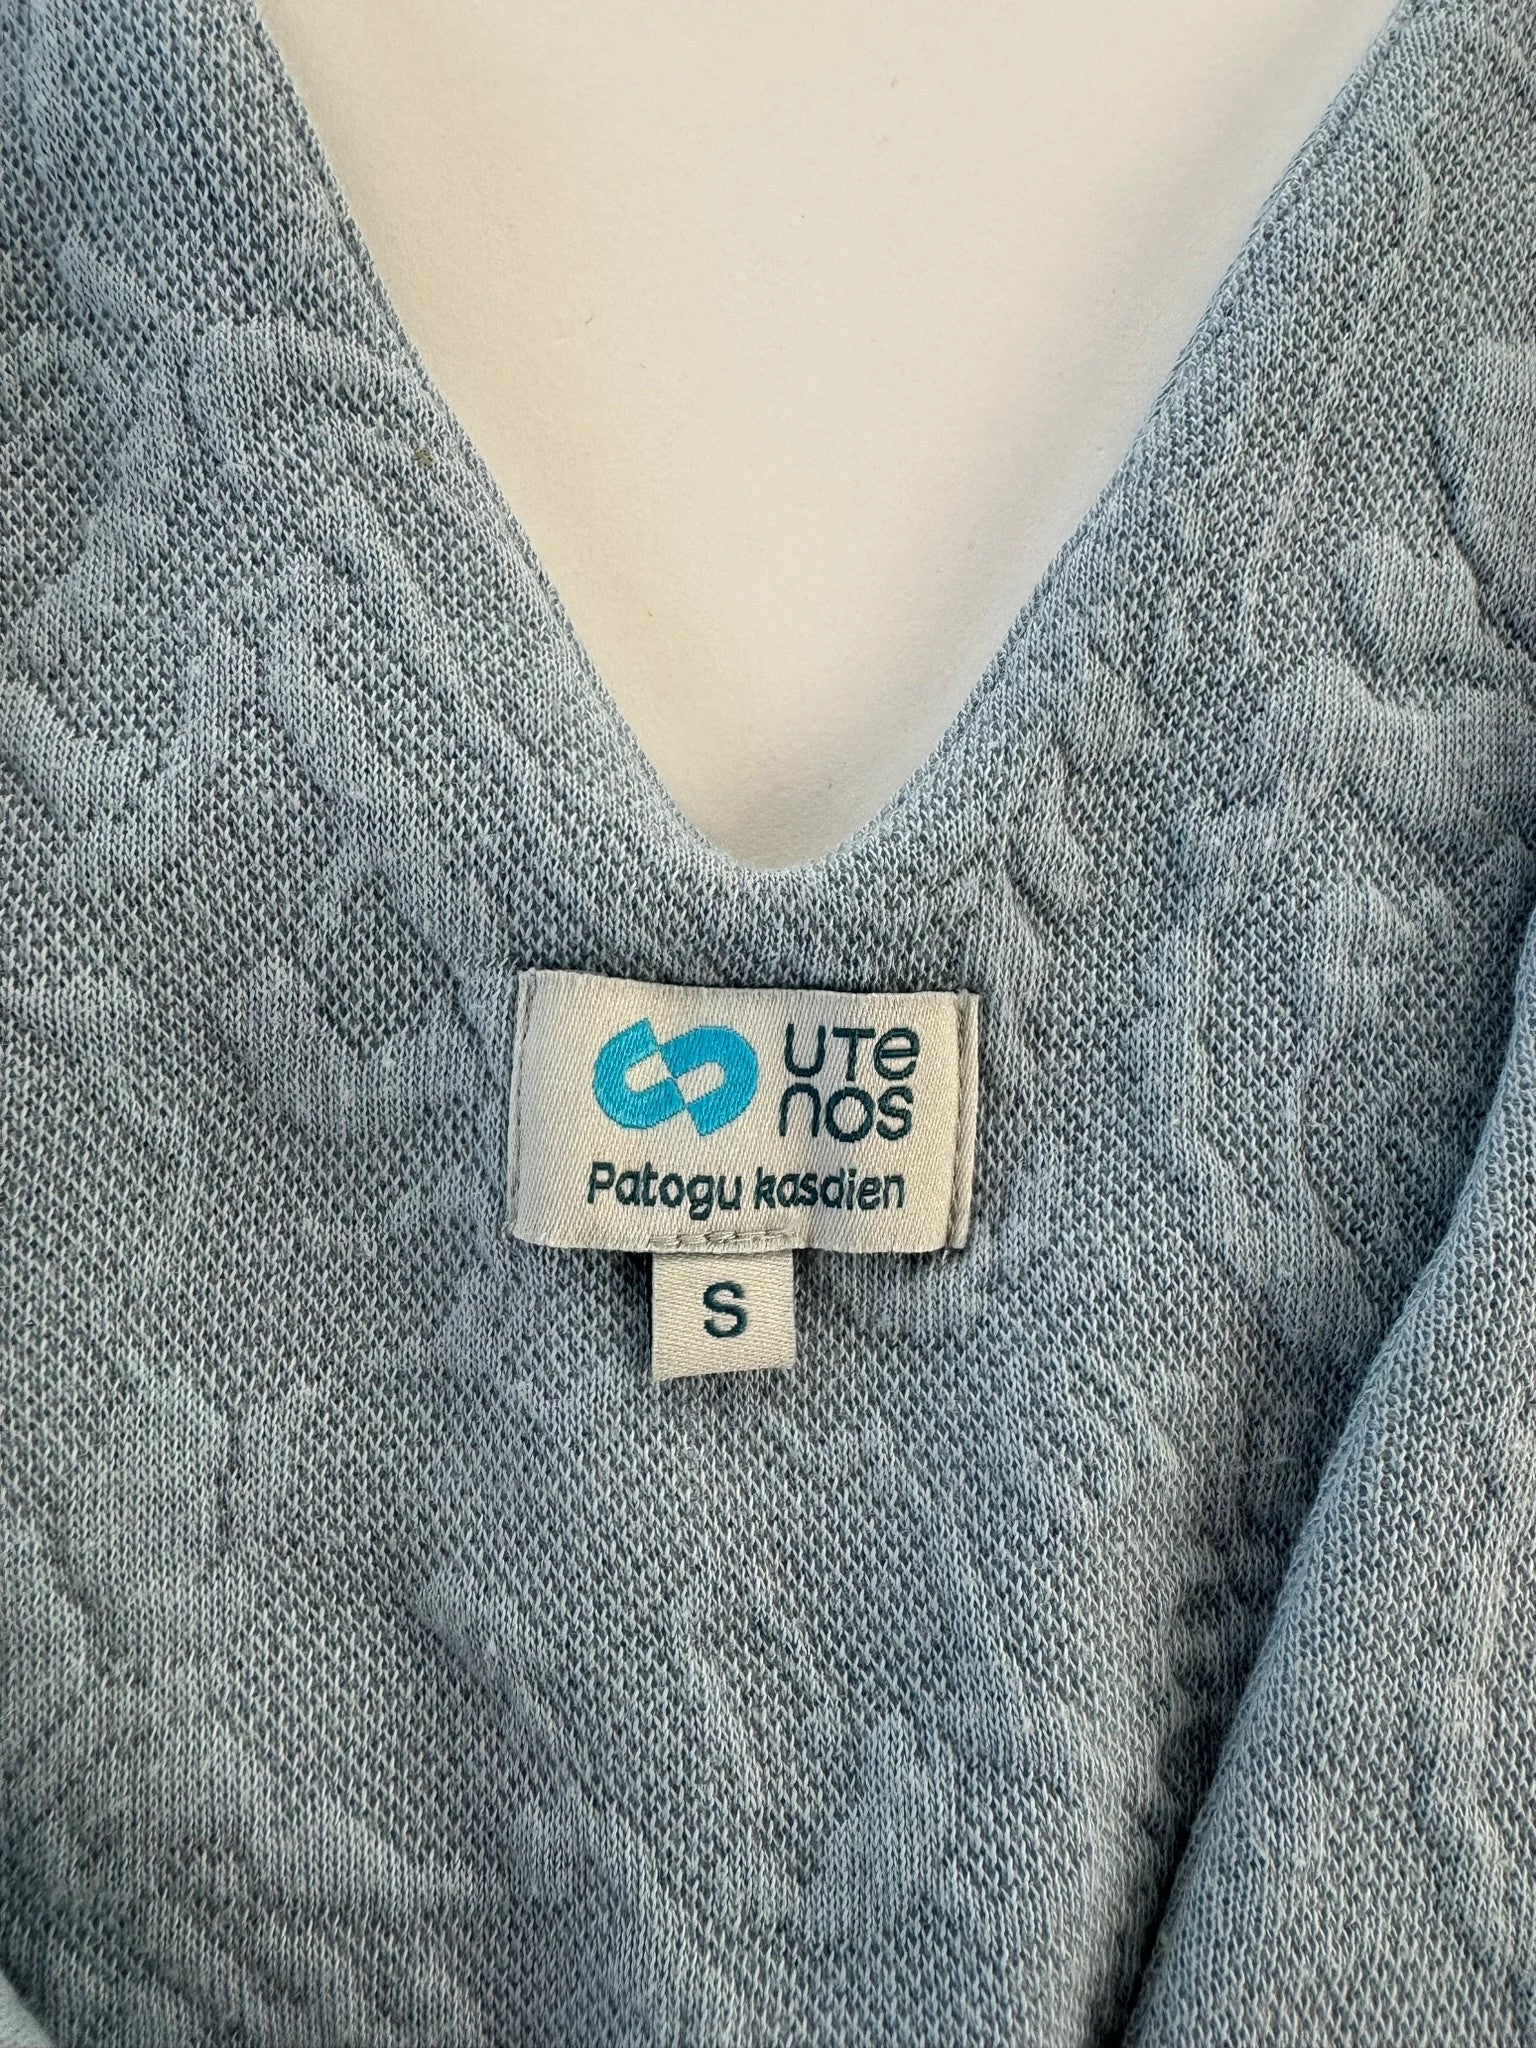 UTe
nos
Patogu kasdien
S